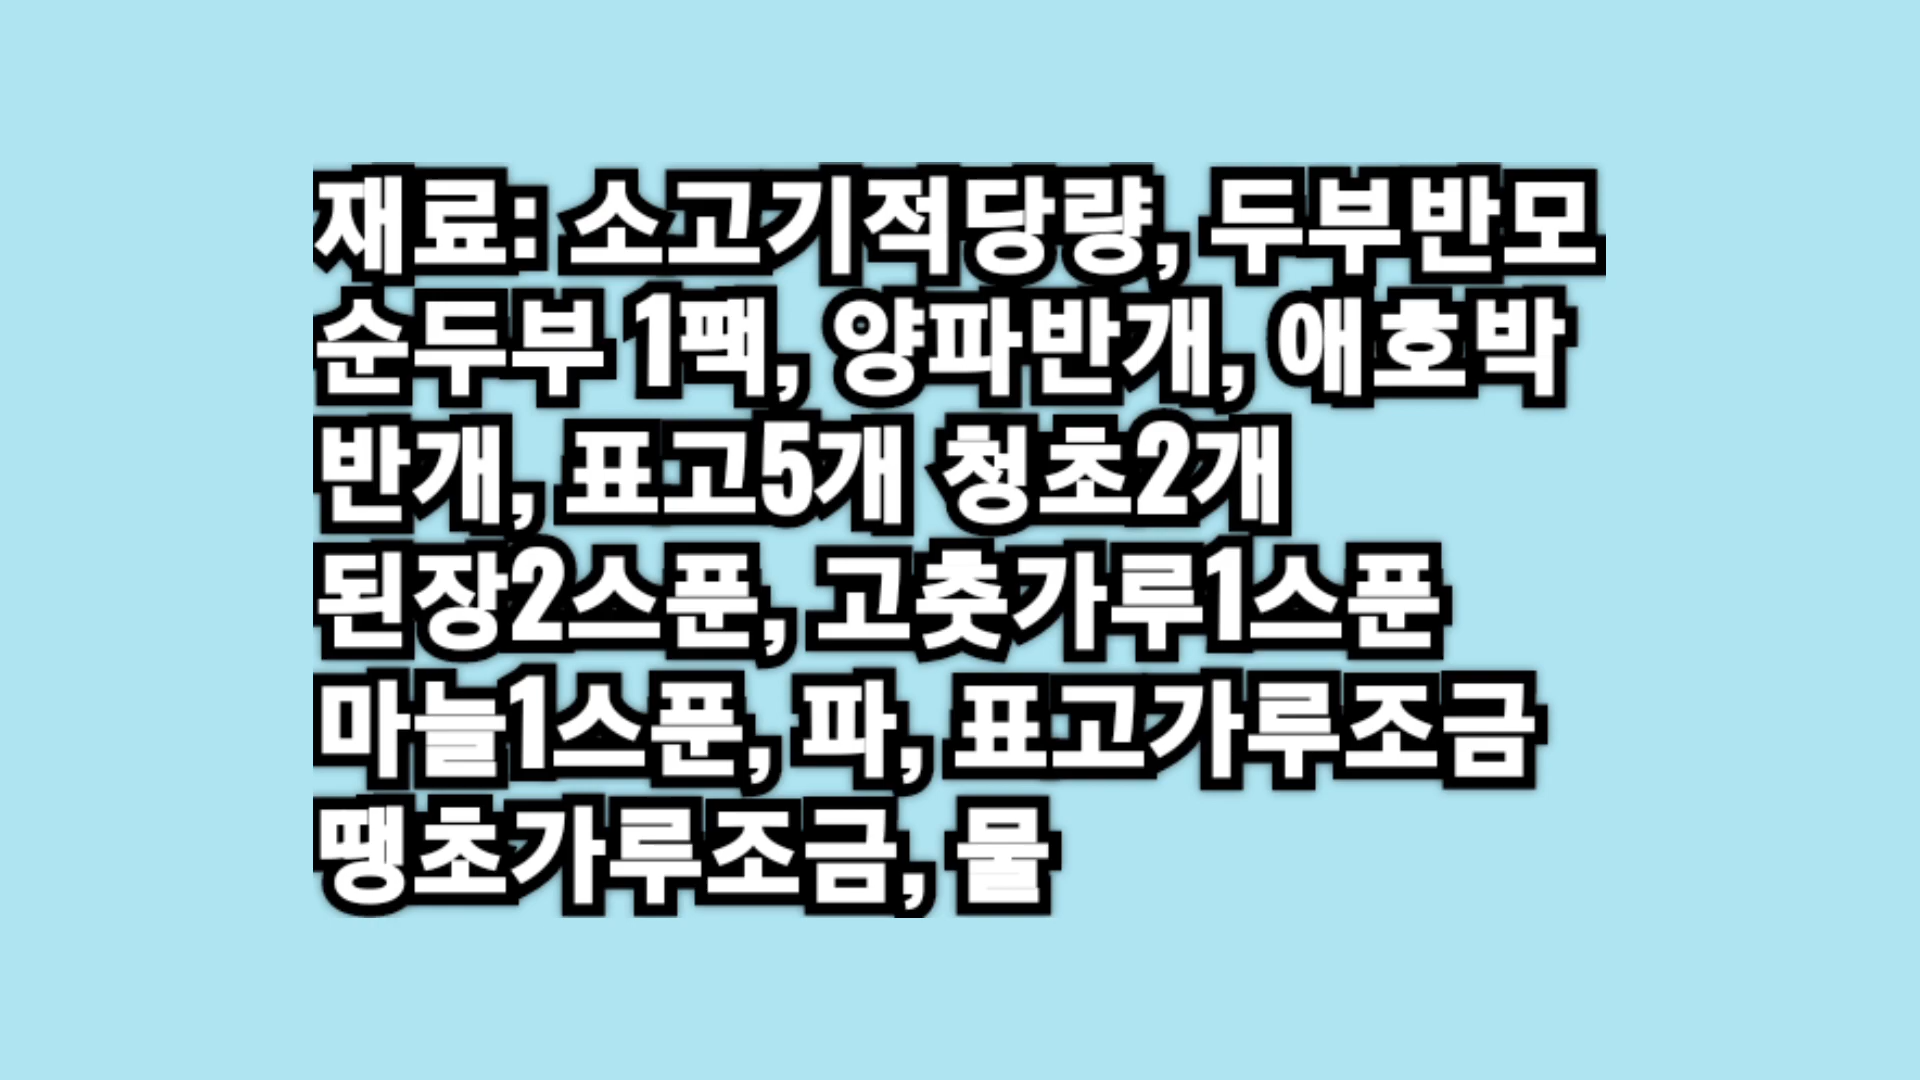 재료: 소고기적당량, 두부반모
순두부 1팩, 양파반개, 애호박
반개, 표고5개 청초2개
된장2스푼, 고춧가루1스푼
마늘1스푼, 파, 표고가루조금
땡초가루조금, 물